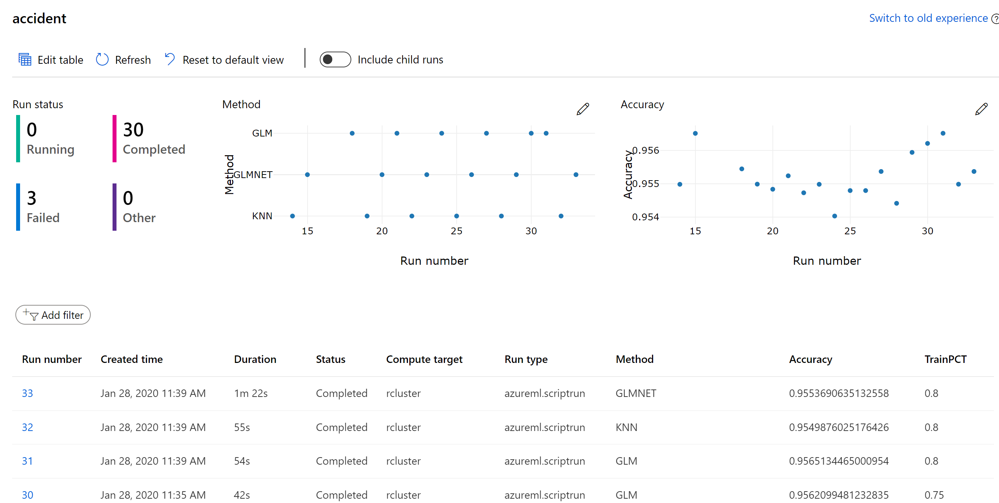 accident
Switch to old experience ?
Edit table Refresh Reset to default view Include child runs
Run status
0
Running
30
Completed
3
Failed
0
Other
Method
Method
GLM
GLMNET
KNN
15 20 25 30
Run number
Accuracy
Accuracy
0.956
0.955
0.954
15 20 25 30
Run number
Add filter
Run number Created time Duration Status Compute target Run type Method Accuracy TrainPCT
33 Jan 28, 2020 11:39 AM 1m 22s Completed rcluster azureml.scriptrun GLMNET 0.9553690635132558 0.8
32 Jan 28, 2020 11:39 AM 55s Completed rcluster azureml.scriptrun KNN 0.9549876025176426 0.8
31 Jan 28, 2020 11:39 AM 54s Completed rcluster azureml.scriptrun GLM 0.9565134465000954 0.8
30 Jan 28, 2020 11:35 AM 42s Completed rcluster azureml.scriptrun GLM 0.9562099481232835 0.75